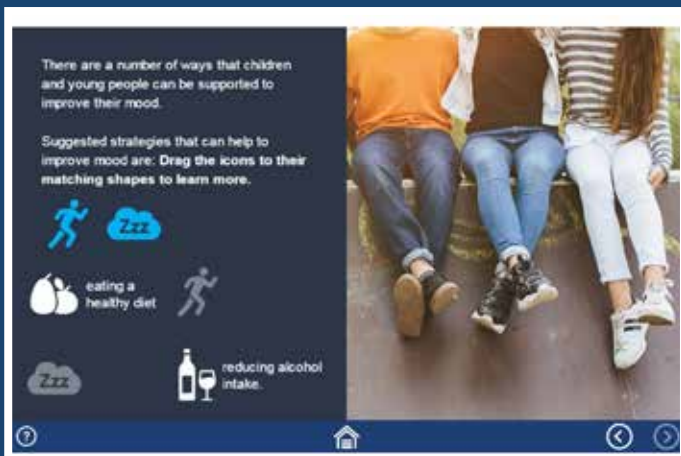 There are a number of ways that children
and young people can be supported to
improve their mood.
Suggested strategies that can help to
improve mood are: Drag the icons to their
matching shapes to learn more.
Zzz
eating a
healthy diet
Zzz
reducing alcohol
intake.
?